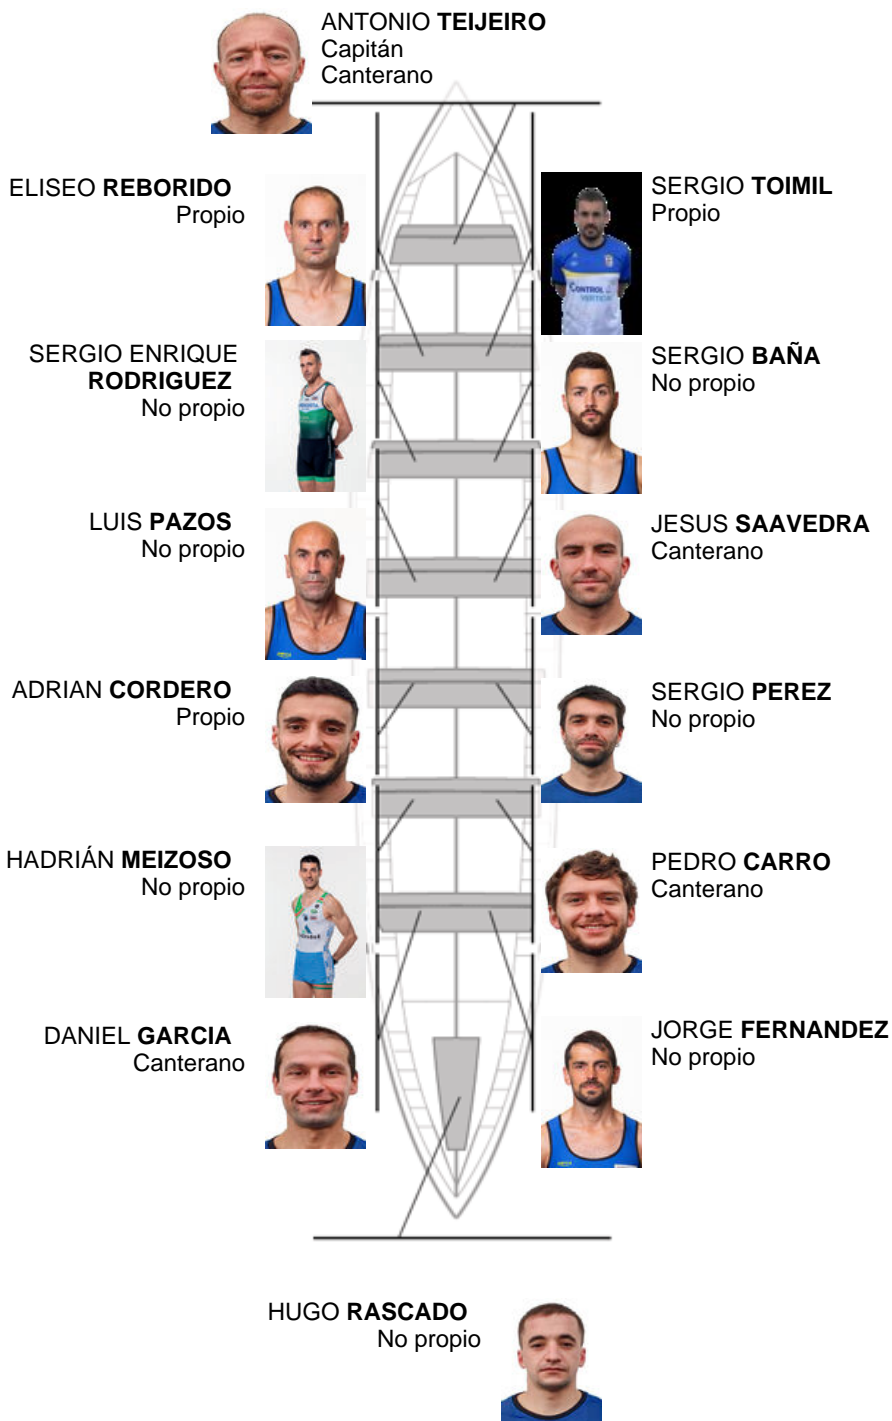 ANTONIO TEIJEIRO
Capitán
Canterano
ELISEO REBORIDO
Propio
SERGIO TOIMIL
Propio
SERGIO ENRIQUE
RODRIGUEZ
No propio
SERGIO BAÑA
No propio
LUIS PAZOS
No propio
JESUS SAAVEDRA
Canterano
ADRIAN CORDERO
Propio
SERGIO PEREZ
No propio
HADRIÁN MEIZOSO
No propio
PEDRO CARRO
Canterano
DANIEL GARCIA
Canterano
JORGE FERNANDEZ
No propio
HUGO RASCADO
No propio
CONTROL
VERTICAL